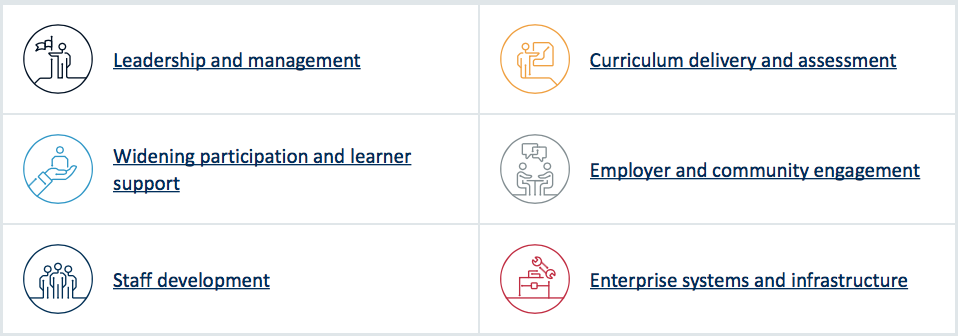 Leadership and management
Curriculum delivery and assessment
Widening participation and learner
support
Employer and community engagement
Staff development
Enterprise systems and infrastructure